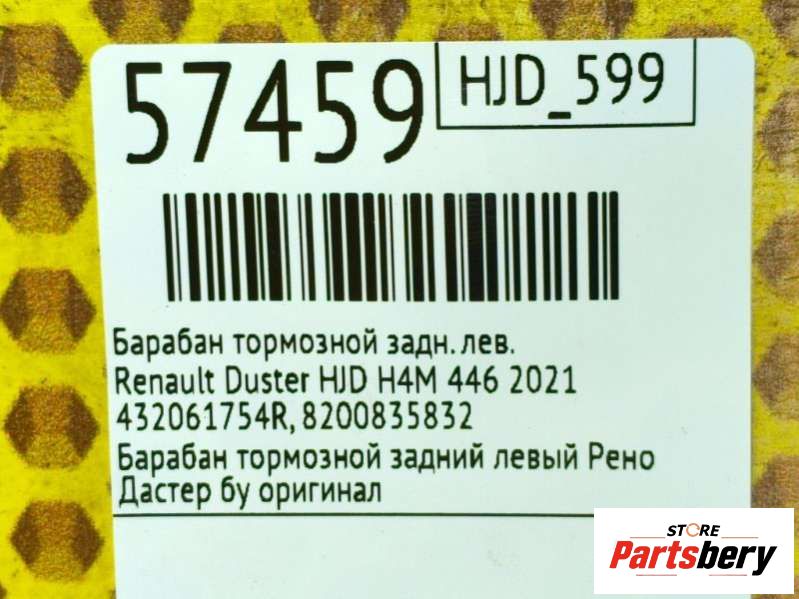 57459
HJD_599
Барабан тормозной задн. лев.
Renault Duster HJD H4M 446 2021
432061754R, 8200835832
Барабан тормозной задний левый Рено
Дастер бу оригинал
STORE
Partsbery